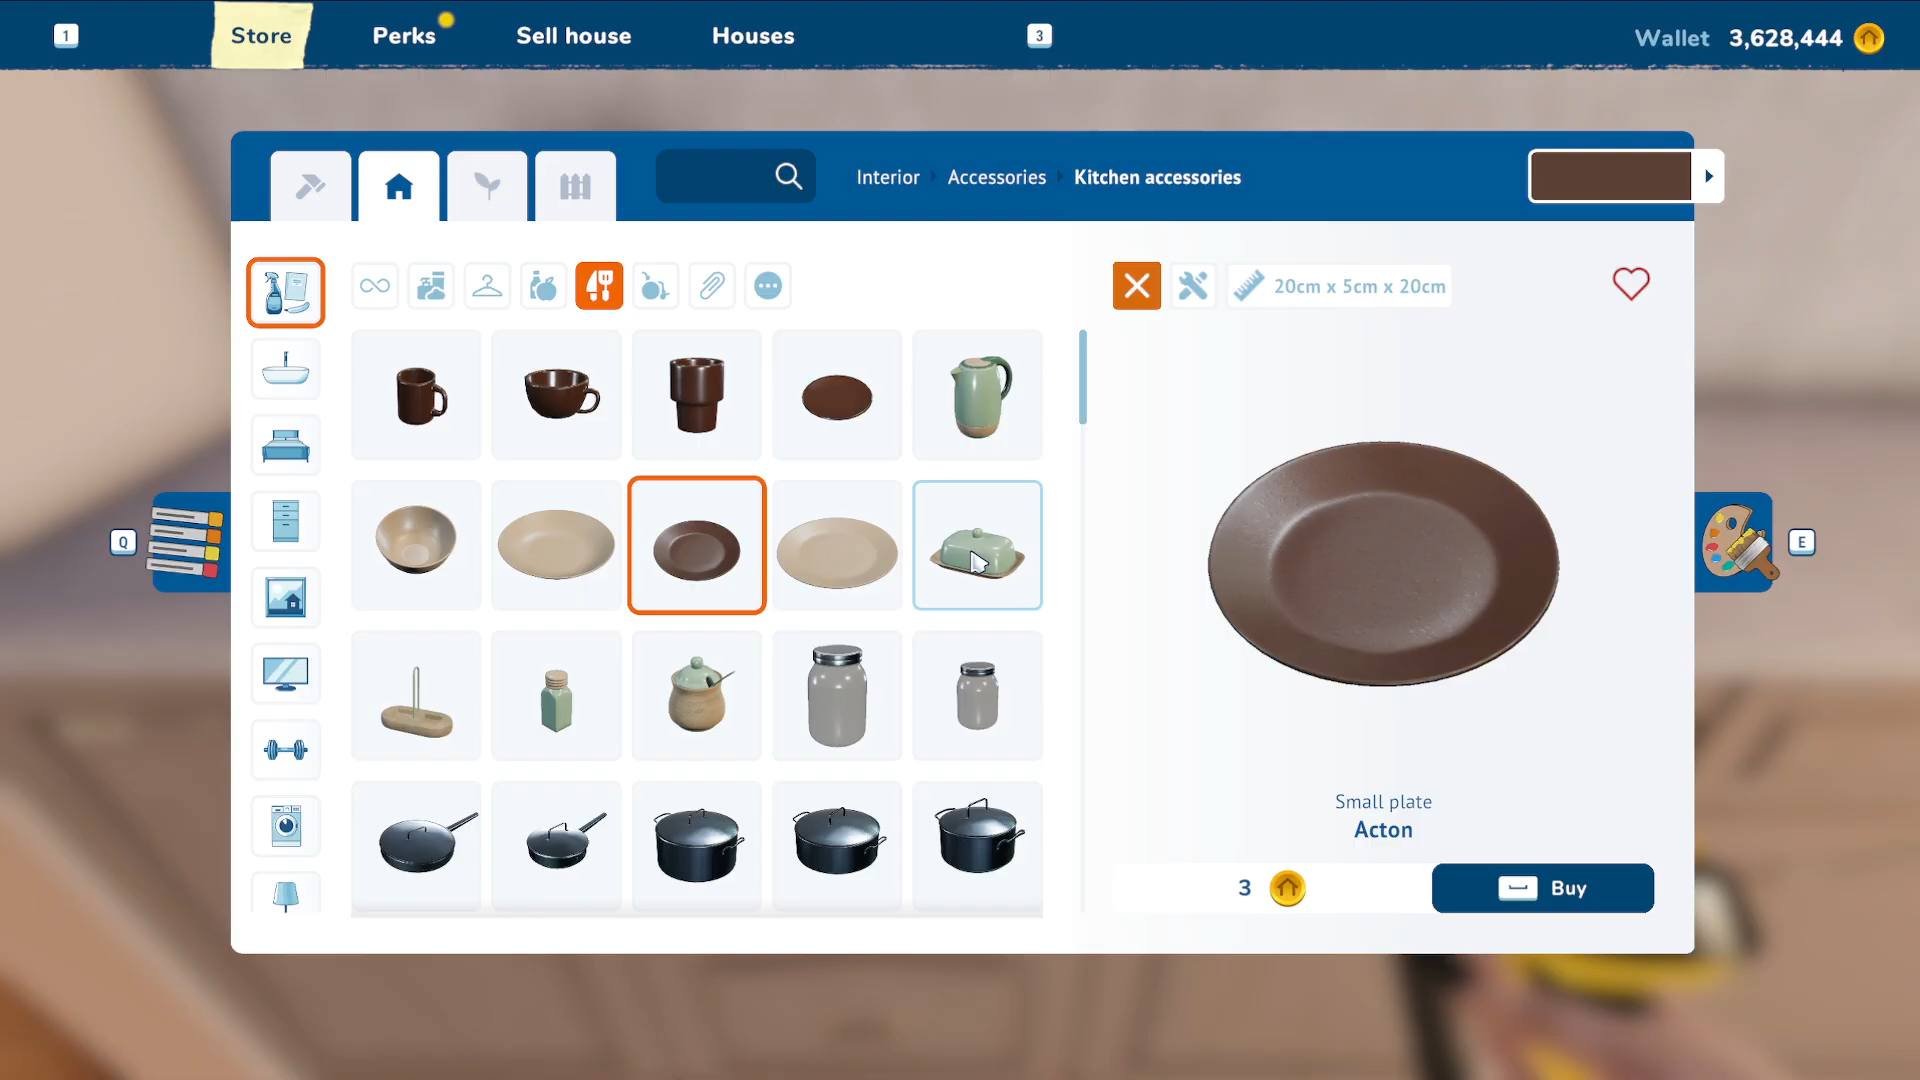 1
Store
Perks
Sell house
Houses
3
Wallet 3,628,444
Interior
Accessories
Kitchen accessories
20cm x 5cm x 20cm
Q
E
Small plate
Acton
3
Buy